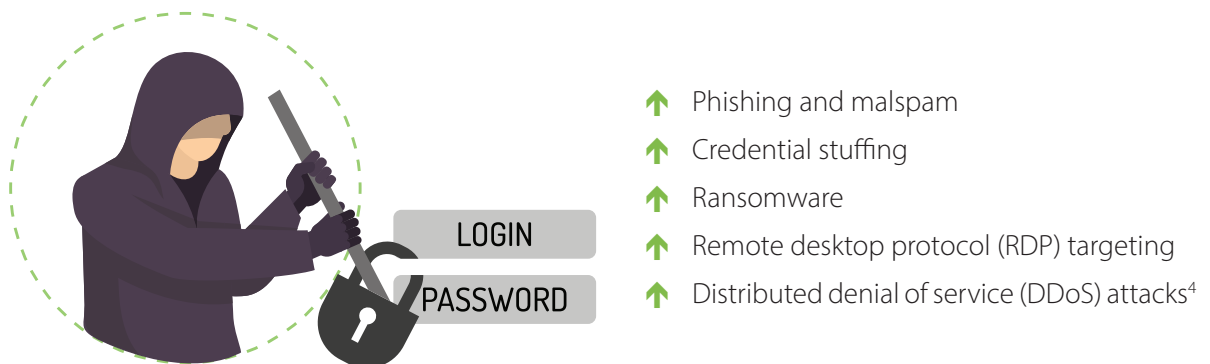 LOGIN
PASSWORD
Phishing and malspam
Credential stuffing
Ransomware
Remote desktop protocol (RDP) targeting
Distributed denial of service (DDoS) attacks⁴